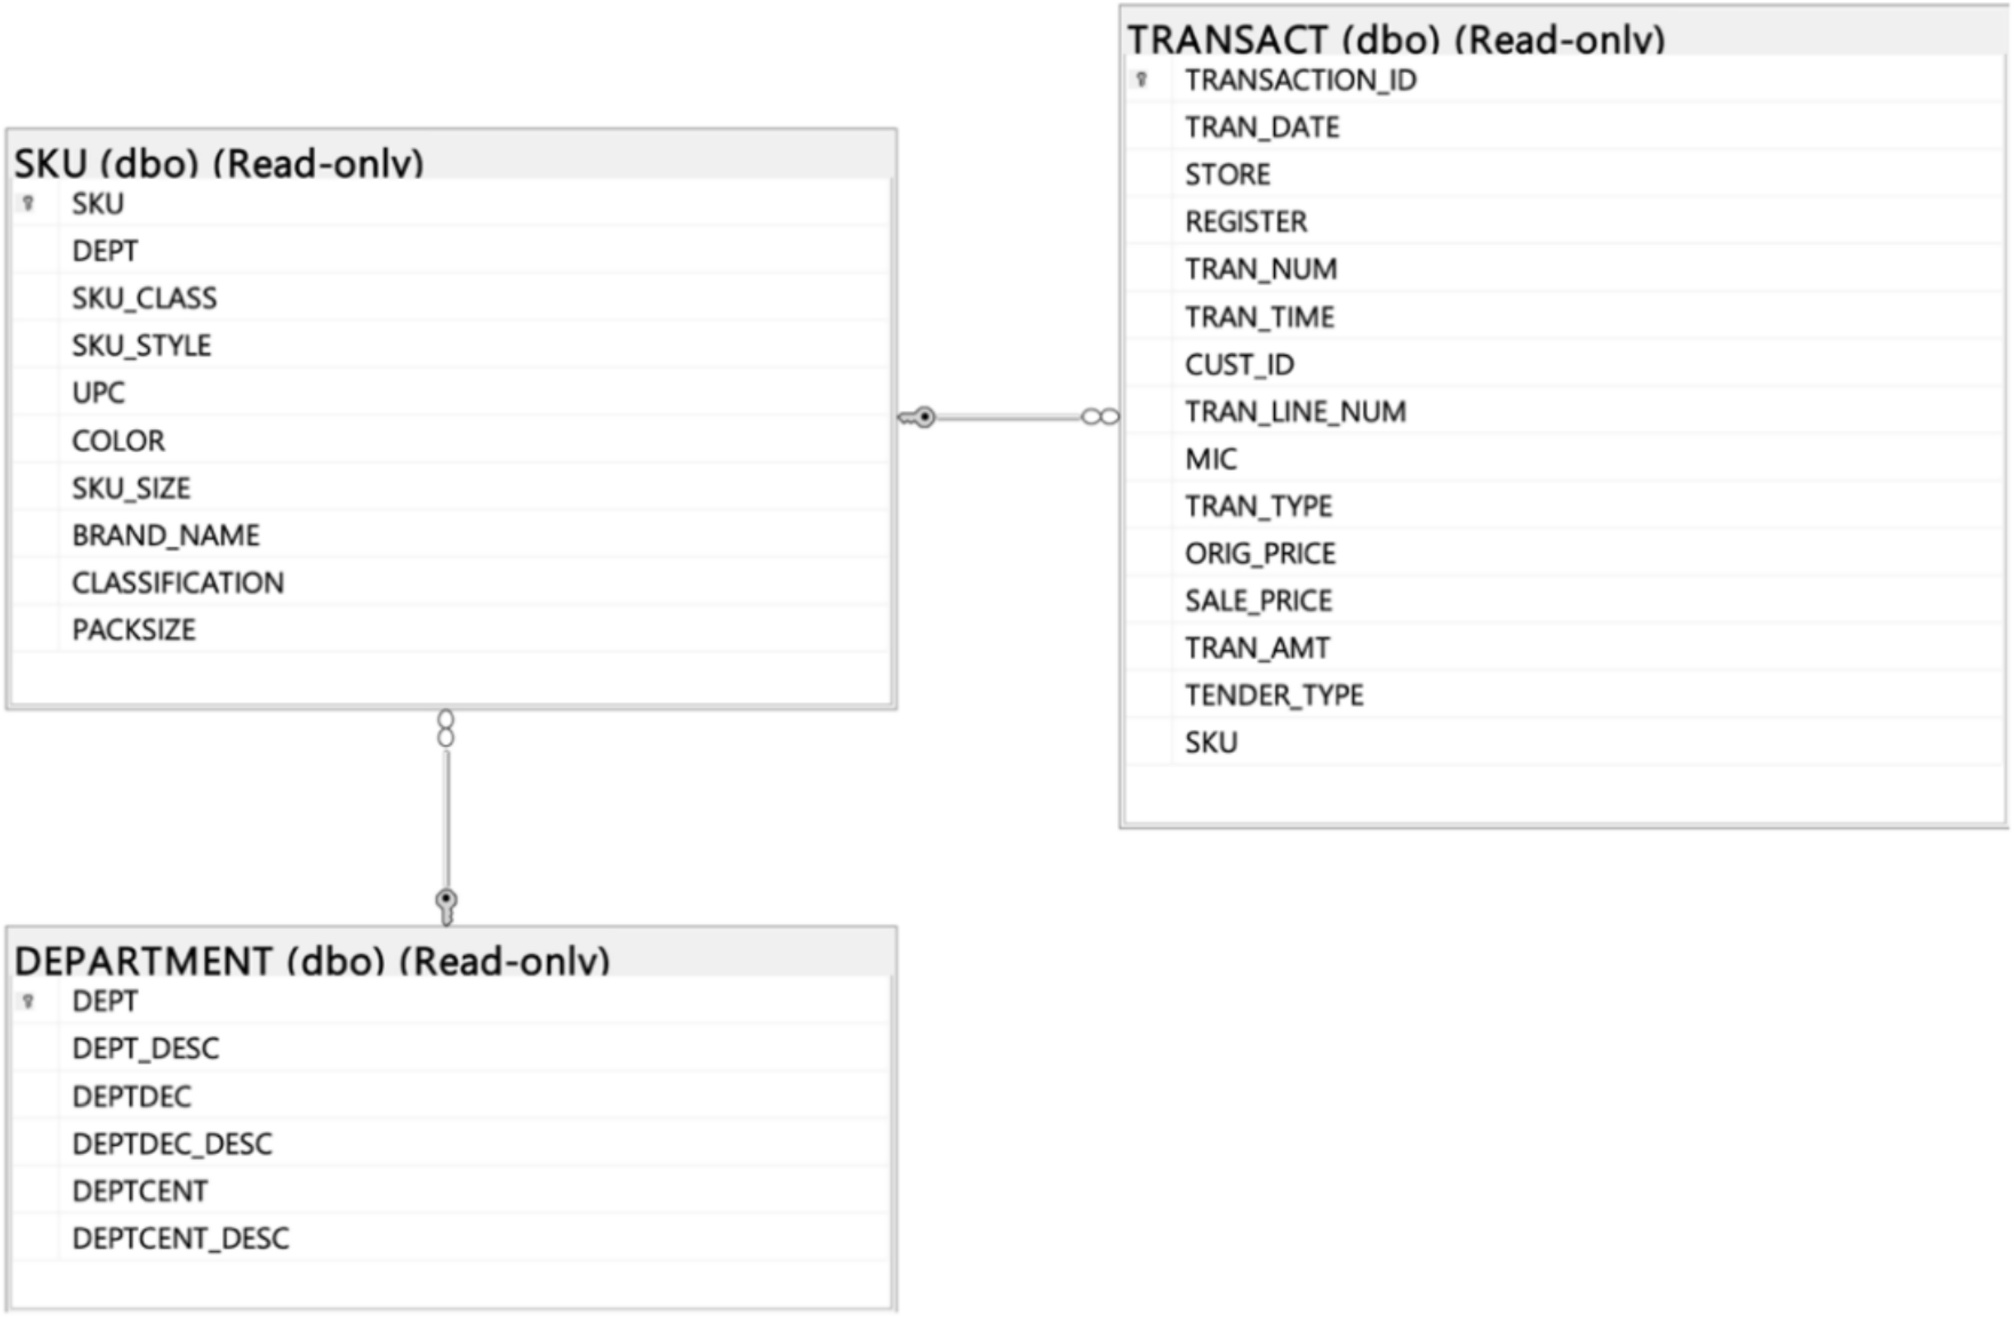 SKU (dbo) (Read-only)
SKU
DEPT
SKU_CLASS
SKU_STYLE
UPC
COLOR
SKU_SIZE
BRAND_NAME
CLASSIFICATION
PACKSIZE
TRANSACT (dbo) (Read-only)
TRANSACTION_ID
TRAN_DATE
STORE
REGISTER
TRAN_NUM
TRAN_TIME
CUST_ID
TRAN_LINE_NUM
MIC
TRAN_TYPE
ORIG_PRICE
SALE_PRICE
TRAN_AMT
TENDER_TYPE
SKU
DEPARTMENT (dbo) (Read-only)
DEPT
DEPT_DESC
DEPTDEC
DEPTDEC_DESC
DEPTCENT
DEPTCENT_DESC